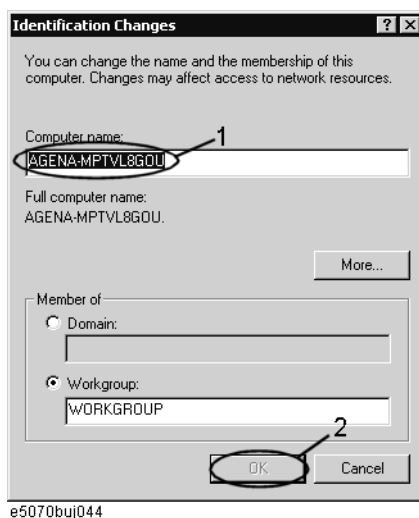 Identification Changes
You can change the name and the membership of this
computer. Changes may affect access to network resources.
Computer name:
1
AGENA-MPTVL8GOU
Full computer name:
AGENA-MPTVL8GOU.
More...
Member of
Domain:
Workgroup:
WORKGROUP
2
OK
Cancel
e5070buj044